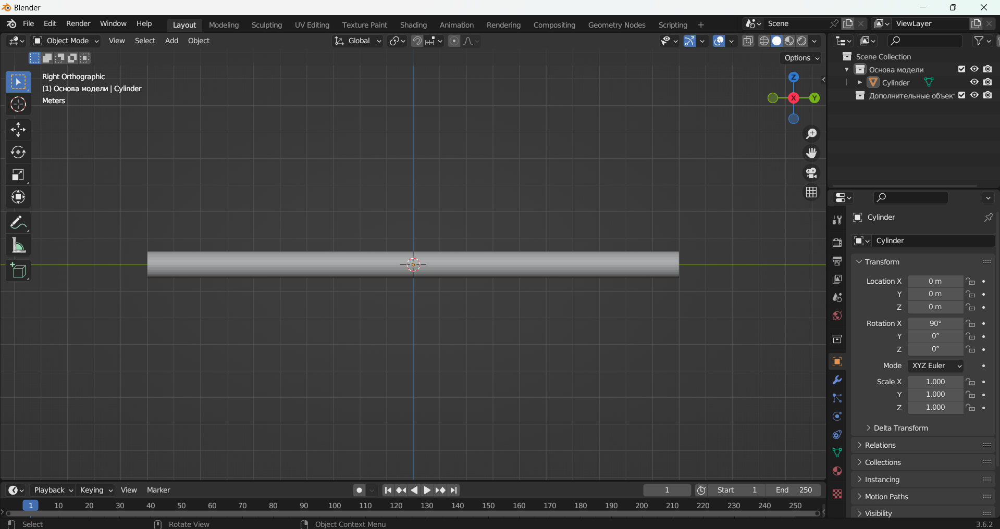 Blender
File Edit Render Window Help Layout Modeling Sculpting UV Editing Texture Paint Shading Animation Rendering Compositing Geometry Nodes Scripting + Scene ViewLayer
Object Mode View Select Add Object Global
Options
Right Orthographic
(1) Основа модели | Cylinder
Meters
Z
X
Y
Scene Collection
Основа модели
Cylinder
Дополнительные объек
Cylinder
Cylinder
Transform
Location X 0 m
Y 0 m
Z 0 m
Rotation X 90°
Y 0°
Z 0°
Mode XYZ Euler
Scale X 1.000
Y 1.000
Z 1.000
Delta Transform
Relations
Collections
Instancing
Motion Paths
Visibility
Playback Keying View Marker 1 Start 1 End 250
1 10 20 30 40 50 60 70 80 90 100 110 120 130 140 150 160 170 180 190 200 210 220 230 240 250
Select Rotate View Object Context Menu 3.6.2